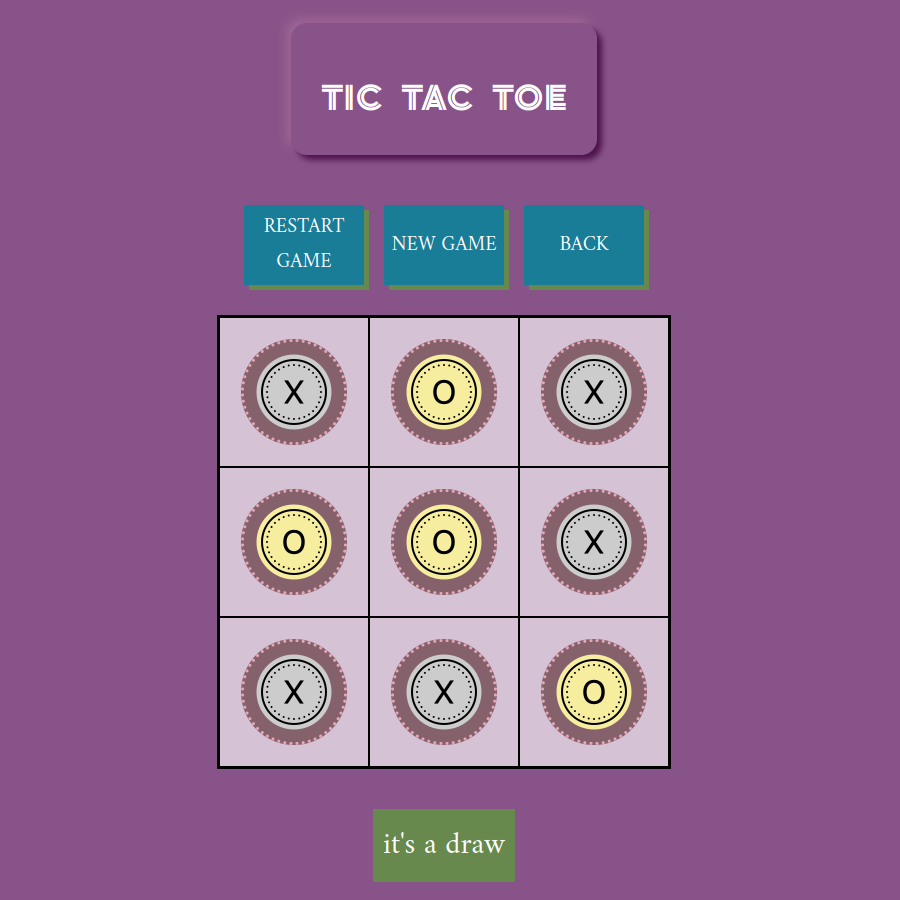 TIC TAC TOE
RESTART
GAME
NEW GAME
BACK
X O X
O O X
X X O
it's a draw